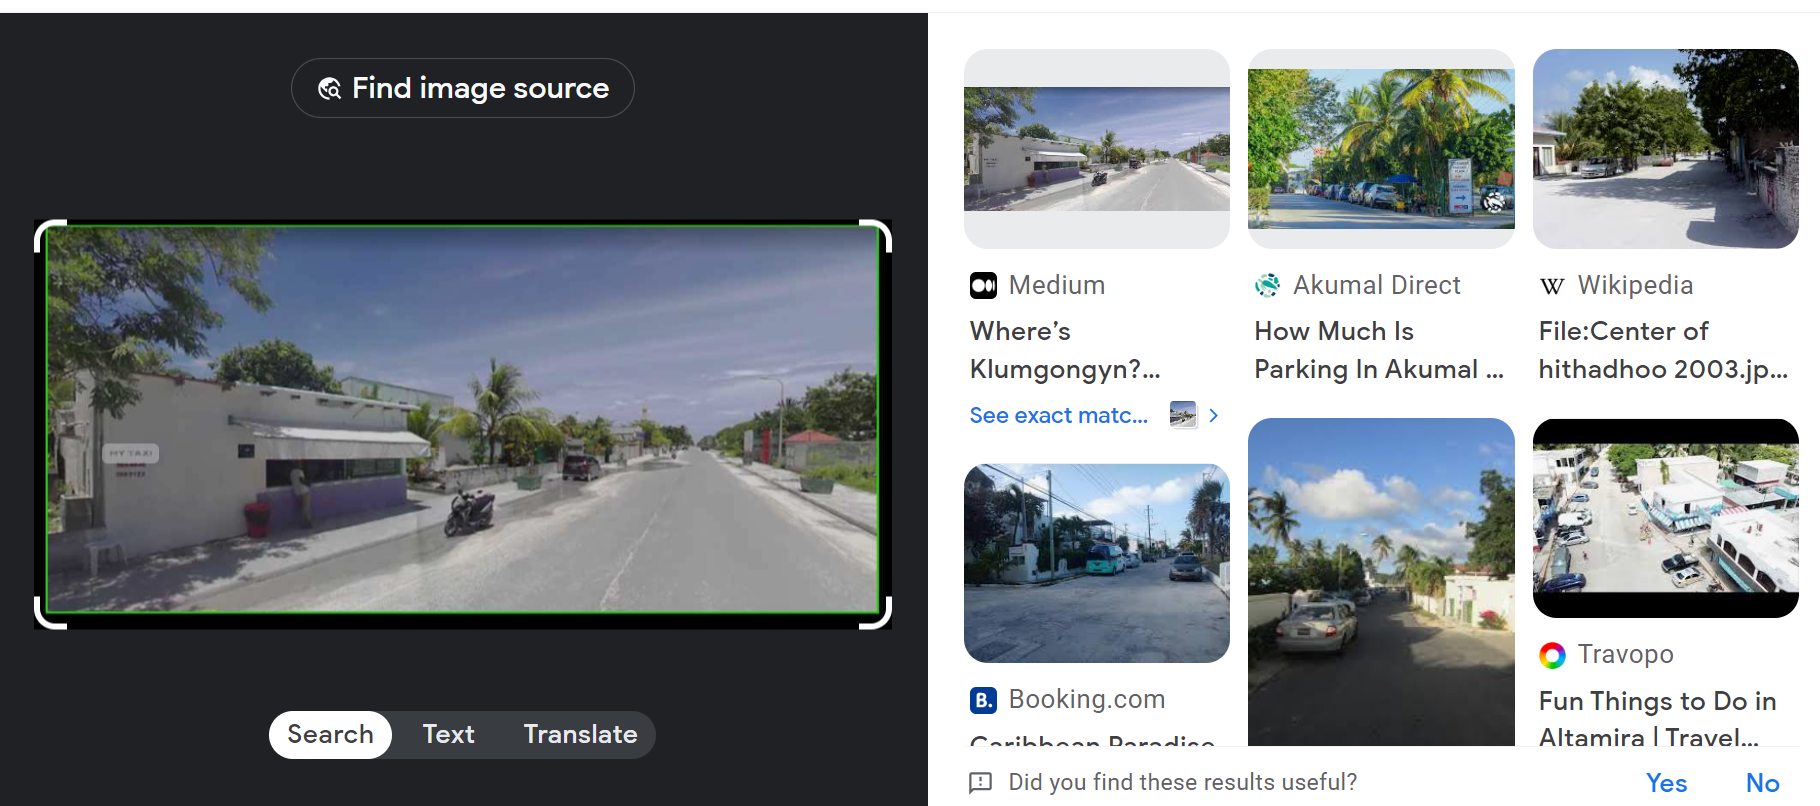 Find image source
MY TAXI
Search
Text
Translate
Medium
Where's
Klumgongyn?...
See exact matc...
Akumal Direct
How Much Is
Parking In Akumal ...
Wikipedia
File:Center of
hithadhoo 2003.jp...
B.
Booking.com
Caribbean Paradise
Travopo
Fun Things to Do in
Altamira | Travel...
Did you find these results useful?
Yes
No